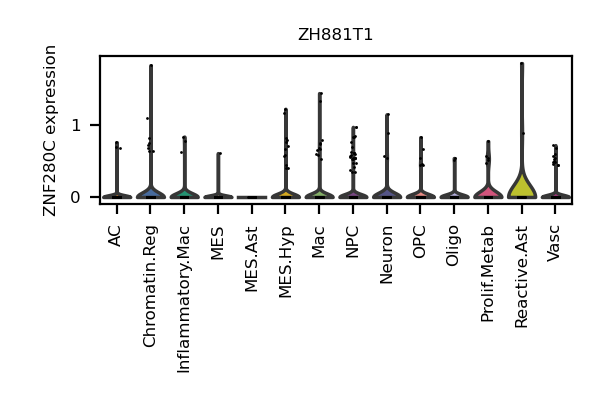 ZH881T1
ZNF280C expression
1
0
AC
Chromatin.Reg
Inflammatory.Mac
MES
MES.Ast
MES.Hyp
Mac
NPC
Neuron
OPC
Oligo
Prolif.Metab
Reactive.Ast
Vasc